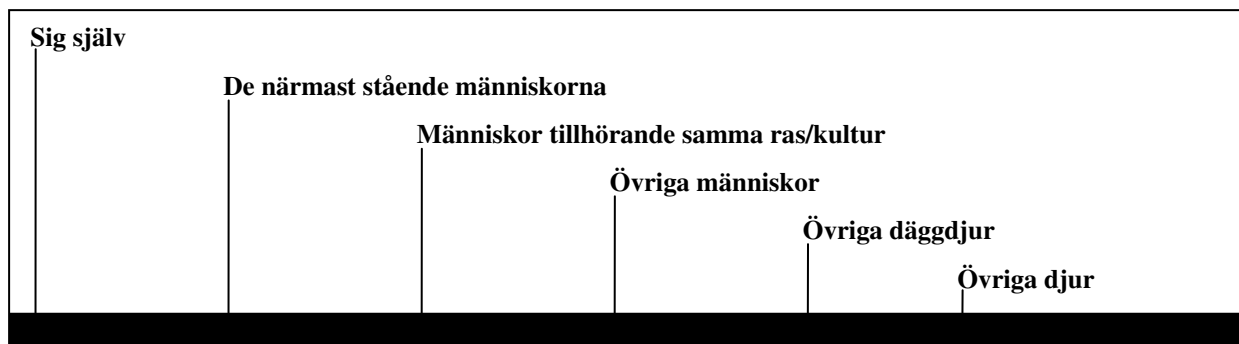 Sig själv
De närmast stående människorna
Människor tillhörande samma ras/kultur
Övriga människor
Övriga däggdjur
Övriga djur